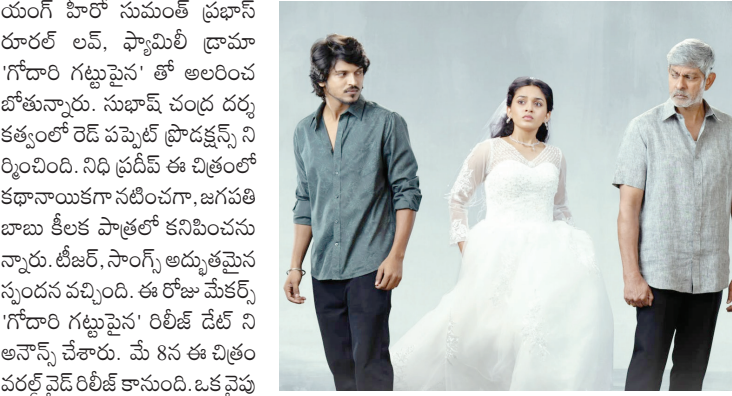 యంగ్ హీరో సుమంత్ ప్రభాస్
రూరల్ లవ్, ఫ్యామిలీ డ్రామా
'గోదారి గట్టుపైన' తో అలరించ
బోతున్నారు. సుభాష్ చంద్ర దర్శ
కత్వంలో రెడ్ పప్పెట్ ప్రొడక్షన్స్ ని
ర్మించింది. నిధి ప్రదీప్ ఈ చిత్రంలో
కథానాయికగా నటించగా, జగపతి
బాబు కీలక పాత్రలో కనిపించను
న్నారు. టీజర్, సాంగ్స్ అద్భుతమైన
స్పందన వచ్చింది. ఈ రోజు మేకర్స్
'గోదారి గట్టుపైన' రిలీజ్ డేట్ ని
అనౌన్స్ చేశారు. మే 8న ఈ చిత్రం
వరల్డ్ వైడ్ రిలీజ్ కానుంది. ఒక వైపు